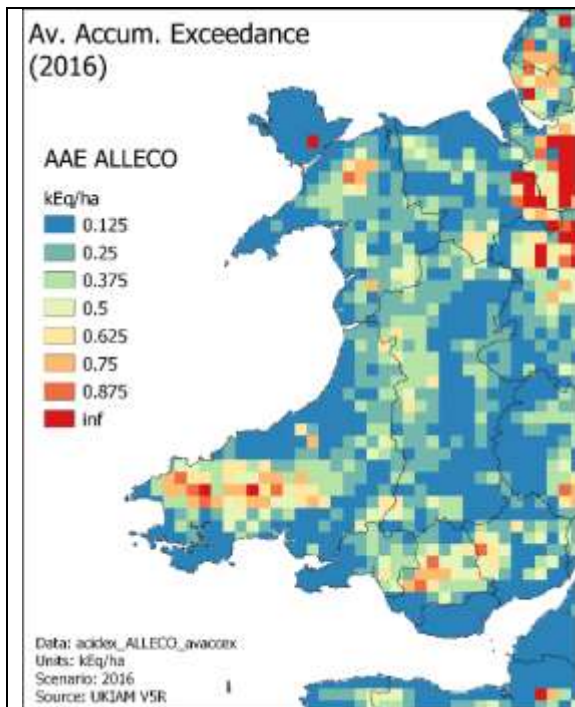 Av. Accum. Exceedance
(2016)
AAE ALLECO
kEq/ha
0.125
0.25
0.375
0.5
0.625
0.75
0.875
inf
Data: acidex_ALLECO_avaccex
Units: kEq/ha
Scenario: 2016
Source: UKIAM V5R